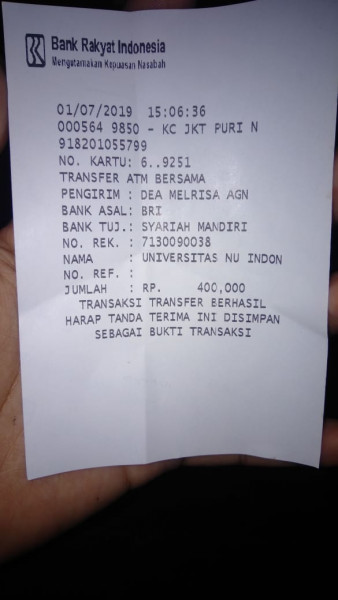 Bank Rakyat Indonesia
Mengutamakan Kepuasan Nasabah
01/07/2019 15:06:36
000564 9850 - KC JKT PURI N
918201055799
NO. KARTU: 6..9251
TRANSFER ATM BERSAMA
PENGIRIM : DEA MELRISA AGN
BANK ASAL: BRI
BANK TUJ.: SYARIAH MANDIRI
NO. REK. : 7130090038
NAMA : UNIVERSITAS NU INDON
NO. REF. :
JUMLAH : RP. 400,000
TRANSAKSI TRANSFER BERHASIL
HARAP TANDA TERIMA INI DISIMPAN
SEBAGAI BUKTI TRANSAKSI